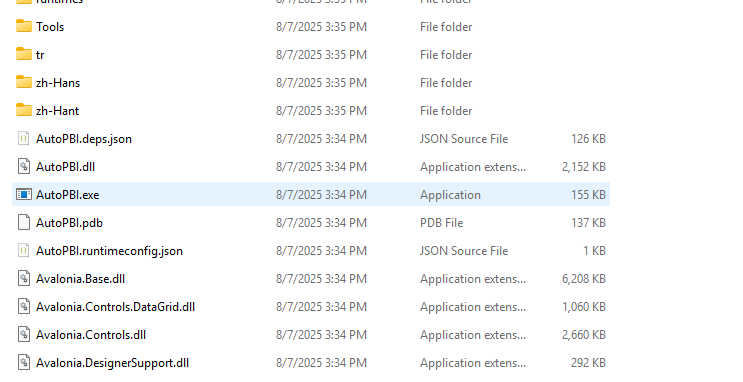 runtimes 8/7/2025 3:35 PM File folder
Tools 8/7/2025 3:35 PM File folder
tr 8/7/2025 3:35 PM File folder
zh-Hans 8/7/2025 3:35 PM File folder
zh-Hant 8/7/2025 3:35 PM File folder
AutoPBI.deps.json 8/7/2025 3:34 PM JSON Source File 126 KB
AutoPBI.dll 8/7/2025 3:34 PM Application extens... 2,152 KB
AutoPBI.exe 8/7/2025 3:34 PM Application 155 KB
AutoPBI.pdb 8/7/2025 3:34 PM PDB File 137 KB
AutoPBI.runtimeconfig.json 8/7/2025 3:34 PM JSON Source File 1 KB
Avalonia.Base.dll 8/7/2025 3:34 PM Application extens... 6,208 KB
Avalonia.Controls.DataGrid.dll 8/7/2025 3:34 PM Application extens... 1,060 KB
Avalonia.Controls.dll 8/7/2025 3:34 PM Application extens... 2,660 KB
Avalonia.DesignerSupport.dll 8/7/2025 3:34 PM Application extens... 292 KB